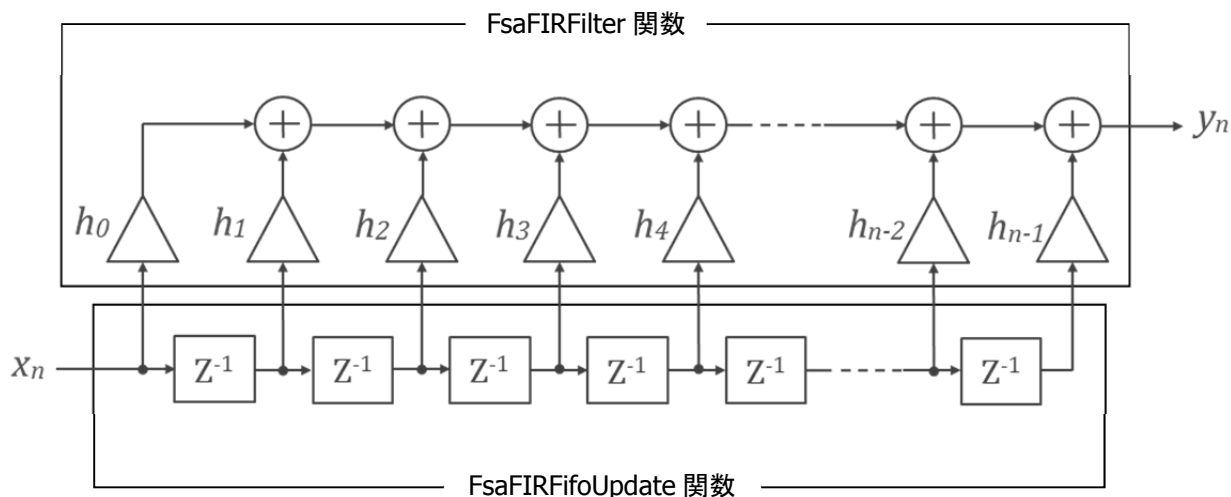 FsaFIRFilter 関数
+ + + + + +
yₙ
h₀ h₁ h₂ h₃ h₄ hₙ₋₂ hₙ₋₁
xₙ
Z⁻¹ Z⁻¹ Z⁻¹ Z⁻¹ Z⁻¹ Z⁻¹
FsaFIRFifoUpdate 関数